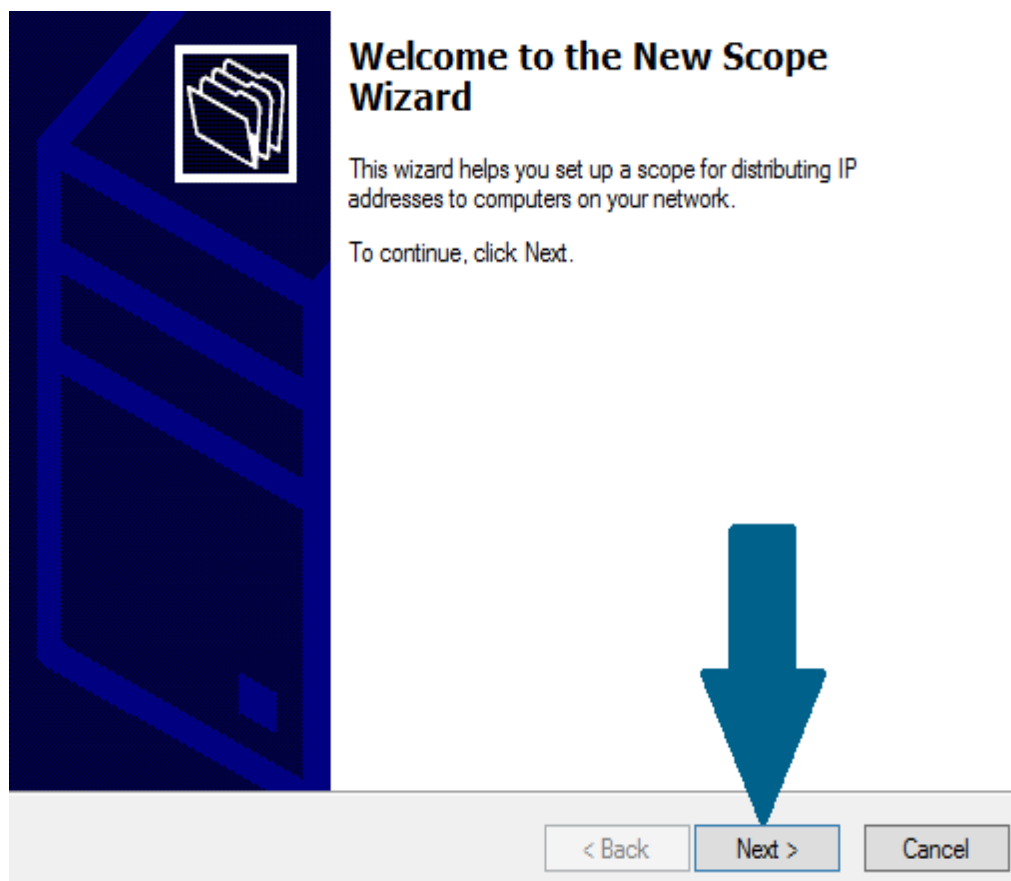 Welcome to the New Scope
Wizard
This wizard helps you set up a scope for distributing IP
addresses to computers on your network.
To continue, click Next.
< Back
Next >
Cancel